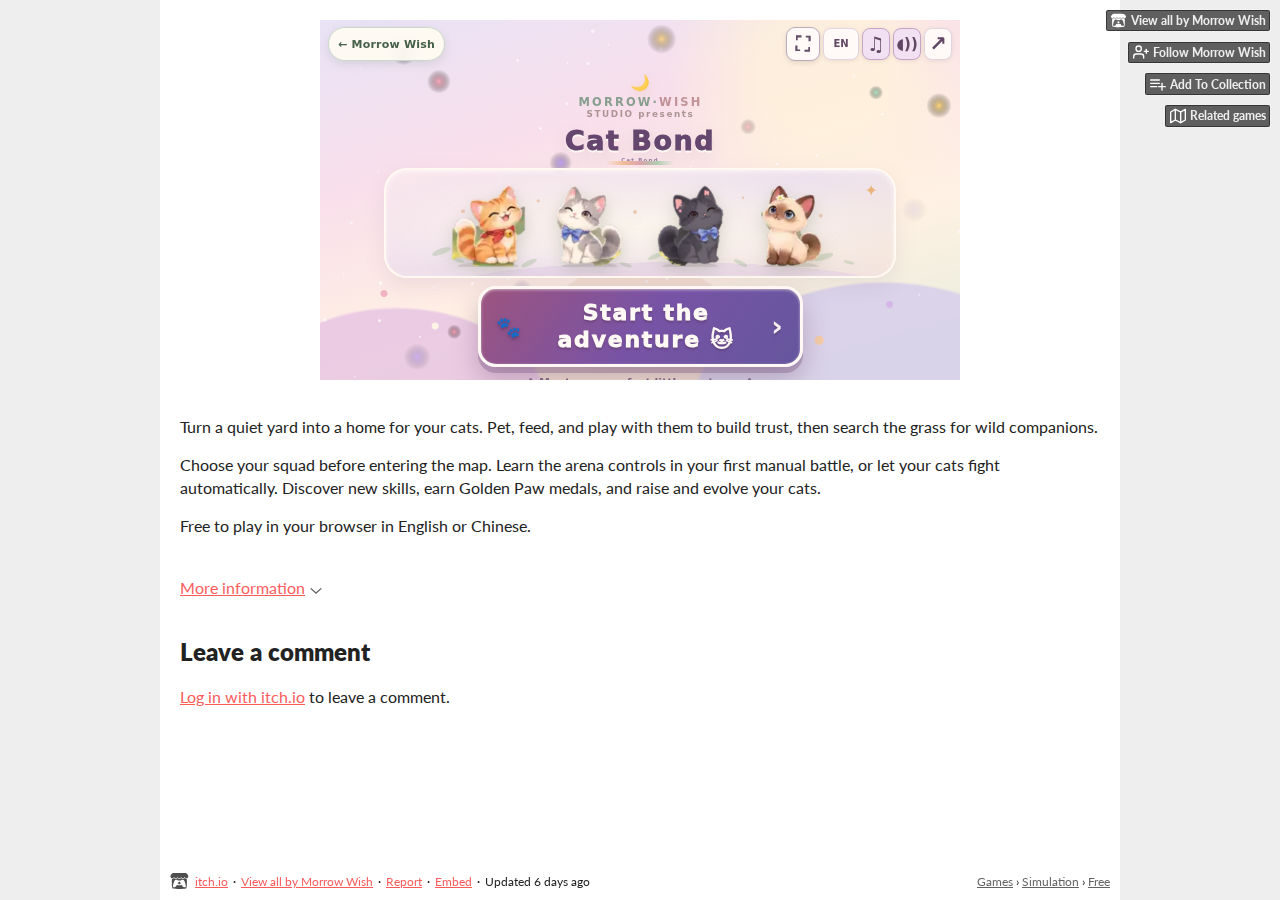 View all by Morrow Wish
Follow Morrow Wish
Add To Collection
Related games
← Morrow Wish
EN
MORROW·WISH
STUDIO presents
Cat Bond
Cat Bond
Start the
adventure
Turn a quiet yard into a home for your cats. Pet, feed, and play with them to build trust, then search the grass for wild companions.
Choose your squad before entering the map. Learn the arena controls in your first manual battle, or let your cats fight
automatically. Discover new skills, earn Golden Paw medals, and raise and evolve your cats.
Free to play in your browser in English or Chinese.
More information
Leave a comment
Log in with itch.io to leave a comment.
itch.io · View all by Morrow Wish · Report · Embed · Updated 6 days ago
Games › Simulation › Free